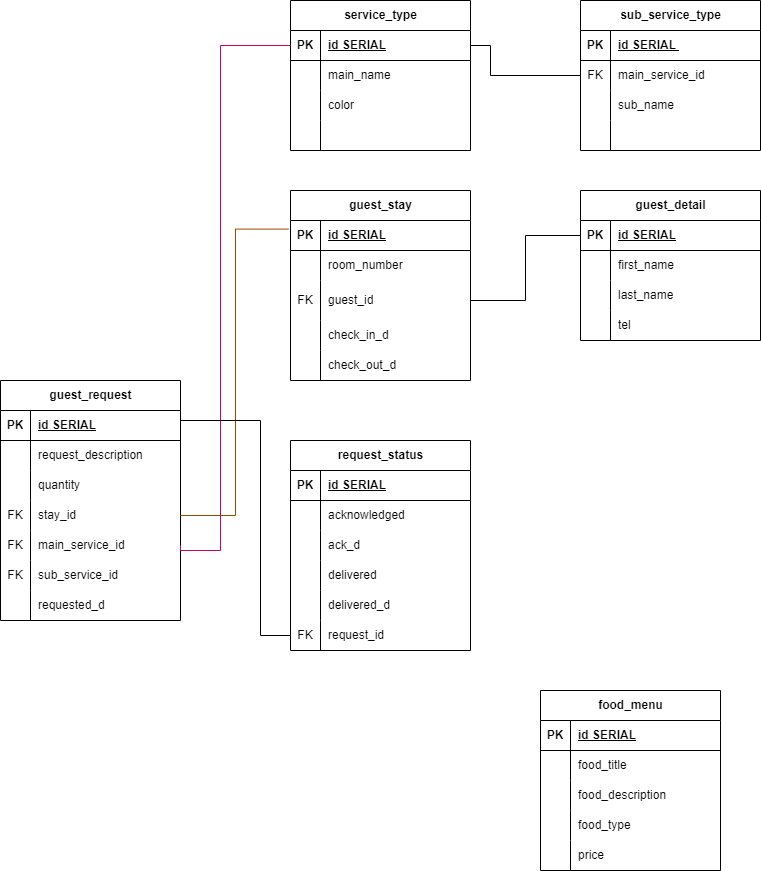 service_type
PK id SERIAL
main_name
color
sub_service_type
PK id SERIAL
FK main_service_id
sub_name
guest_stay
PK id SERIAL
room_number
FK guest_id
check_in_d
check_out_d
guest_detail
PK id SERIAL
first_name
last_name
tel
guest_request
PK id SERIAL
request_description
quantity
FK stay_id
FK main_service_id
FK sub_service_id
requested_d
request_status
PK id SERIAL
acknowledged
ack_d
delivered
delivered_d
FK request_id
food_menu
PK id SERIAL
food_title
food_description
food_type
price